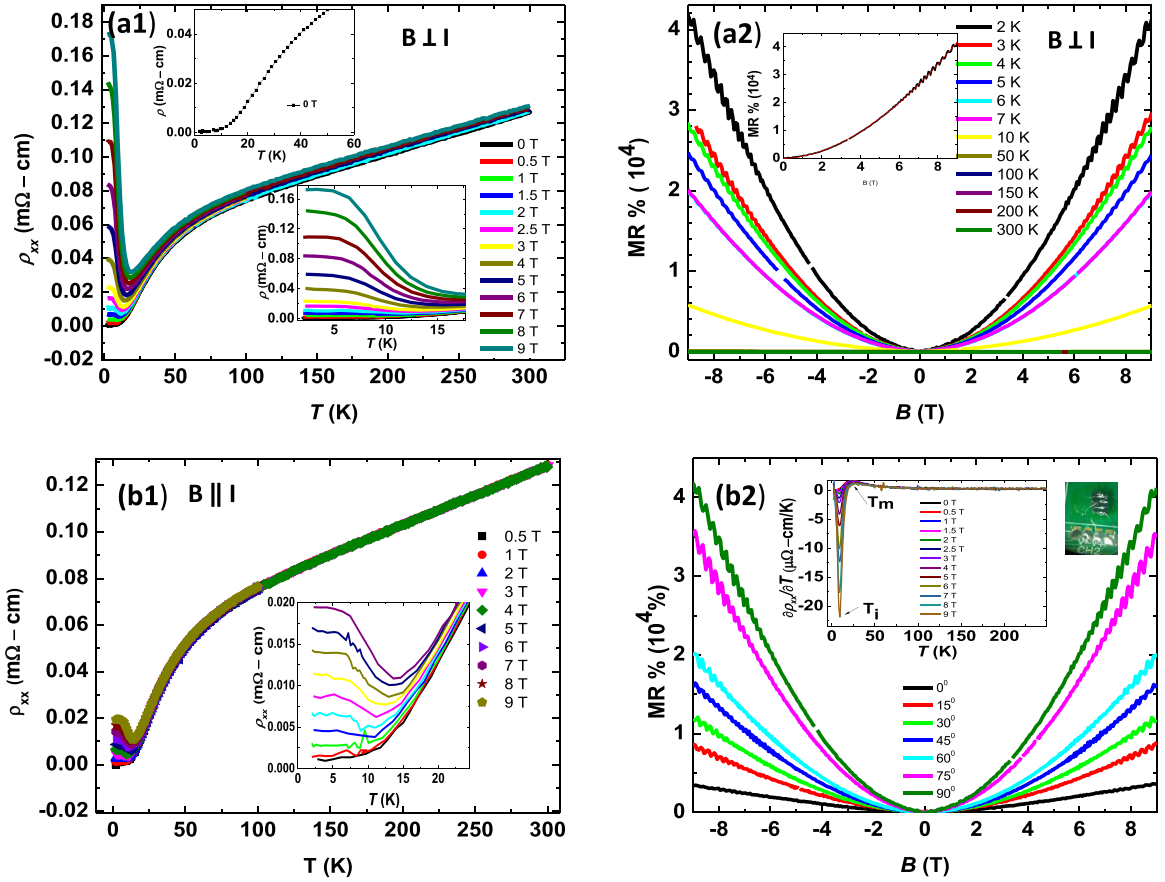 (a1)
B ⊥ I
ρxx (mΩ – cm)
0.18
0.16
0.14
0.12
0.10
0.08
0.06
0.04
0.02
0.00
-0.02
0 50 100 150 200 250 300
T (K)
ρ (mΩ – cm)
0.04
0.02
0.00
0 20 40 60
T (K)
0 T
ρ (mΩ – cm)
0.16
0.12
0.08
0.04
0.00
5 10 15
T (K)
0 T
0.5 T
1 T
1.5 T
2 T
2.5 T
3 T
4 T
5 T
6 T
7 T
8 T
9 T
(a2)
B ⊥ I
MR % ( 10⁴)
4
3
2
1
0
-8 -6 -4 -2 0 2 4 6 8
B (T)
MR % (10⁴)
4
3
2
1
0
0 2 4 6 8
B (T)
2 K
3 K
4 K
5 K
6 K
7 K
10 K
50 K
100 K
150 K
200 K
300 K
(b1)
B ∥ I
ρxx (mΩ – cm)
0.12
0.10
0.08
0.06
0.04
0.02
0.00
-0.02
0 50 100 150 200 250 300
T (K)
0.5 T
1 T
2 T
3 T
4 T
5 T
6 T
7 T
8 T
9 T
ρxx (mΩ – cm)
0.020
0.015
0.010
0.005
0.000
0 5 10 15 20
T (K)
(b2)
MR % (10⁴%)
4
3
2
1
0
-8 -6 -4 -2 0 2 4 6 8
B (T)
∂ρxx/∂T (μΩ–cm/K)
0
-5
-10
-15
-20
0 50 100 150 200
T (K)
Tm
Ti
0 T
0.5 T
1 T
1.5 T
2 T
2.5 T
3 T
4 T
5 T
6 T
7 T
8 T
9 T
CH2
0⁰
15⁰
30⁰
45⁰
60⁰
75⁰
90⁰